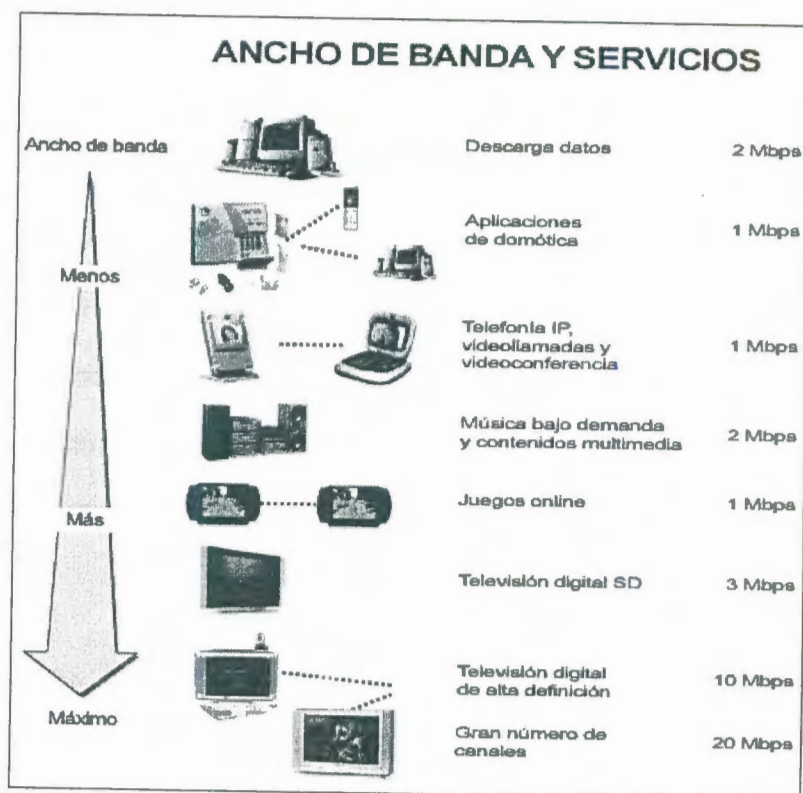 ANCHO DE BANDA Y SERVICIOS
Ancho de banda
Menos
Más
Máximo
Descarga datos 2 Mbps
Aplicaciones
de domótica 1 Mbps
Telefonía IP,
videollamadas y
videoconferencia 1 Mbps
Música bajo demanda
y contenidos multimedia 2 Mbps
Juegos online 1 Mbps
Televisión digital SD 3 Mbps
Televisión digital
de alta definición 10 Mbps
Gran número de
canales 20 Mbps